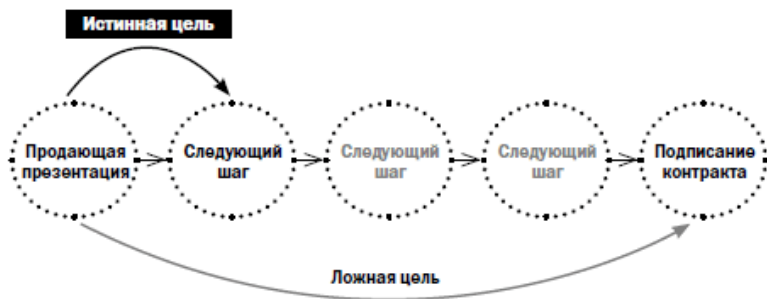 Истинная цель
Продающая
презентация
Следующий
шаг
Следующий
шаг
Следующий
шаг
Подписание
контракта
Ложная цель